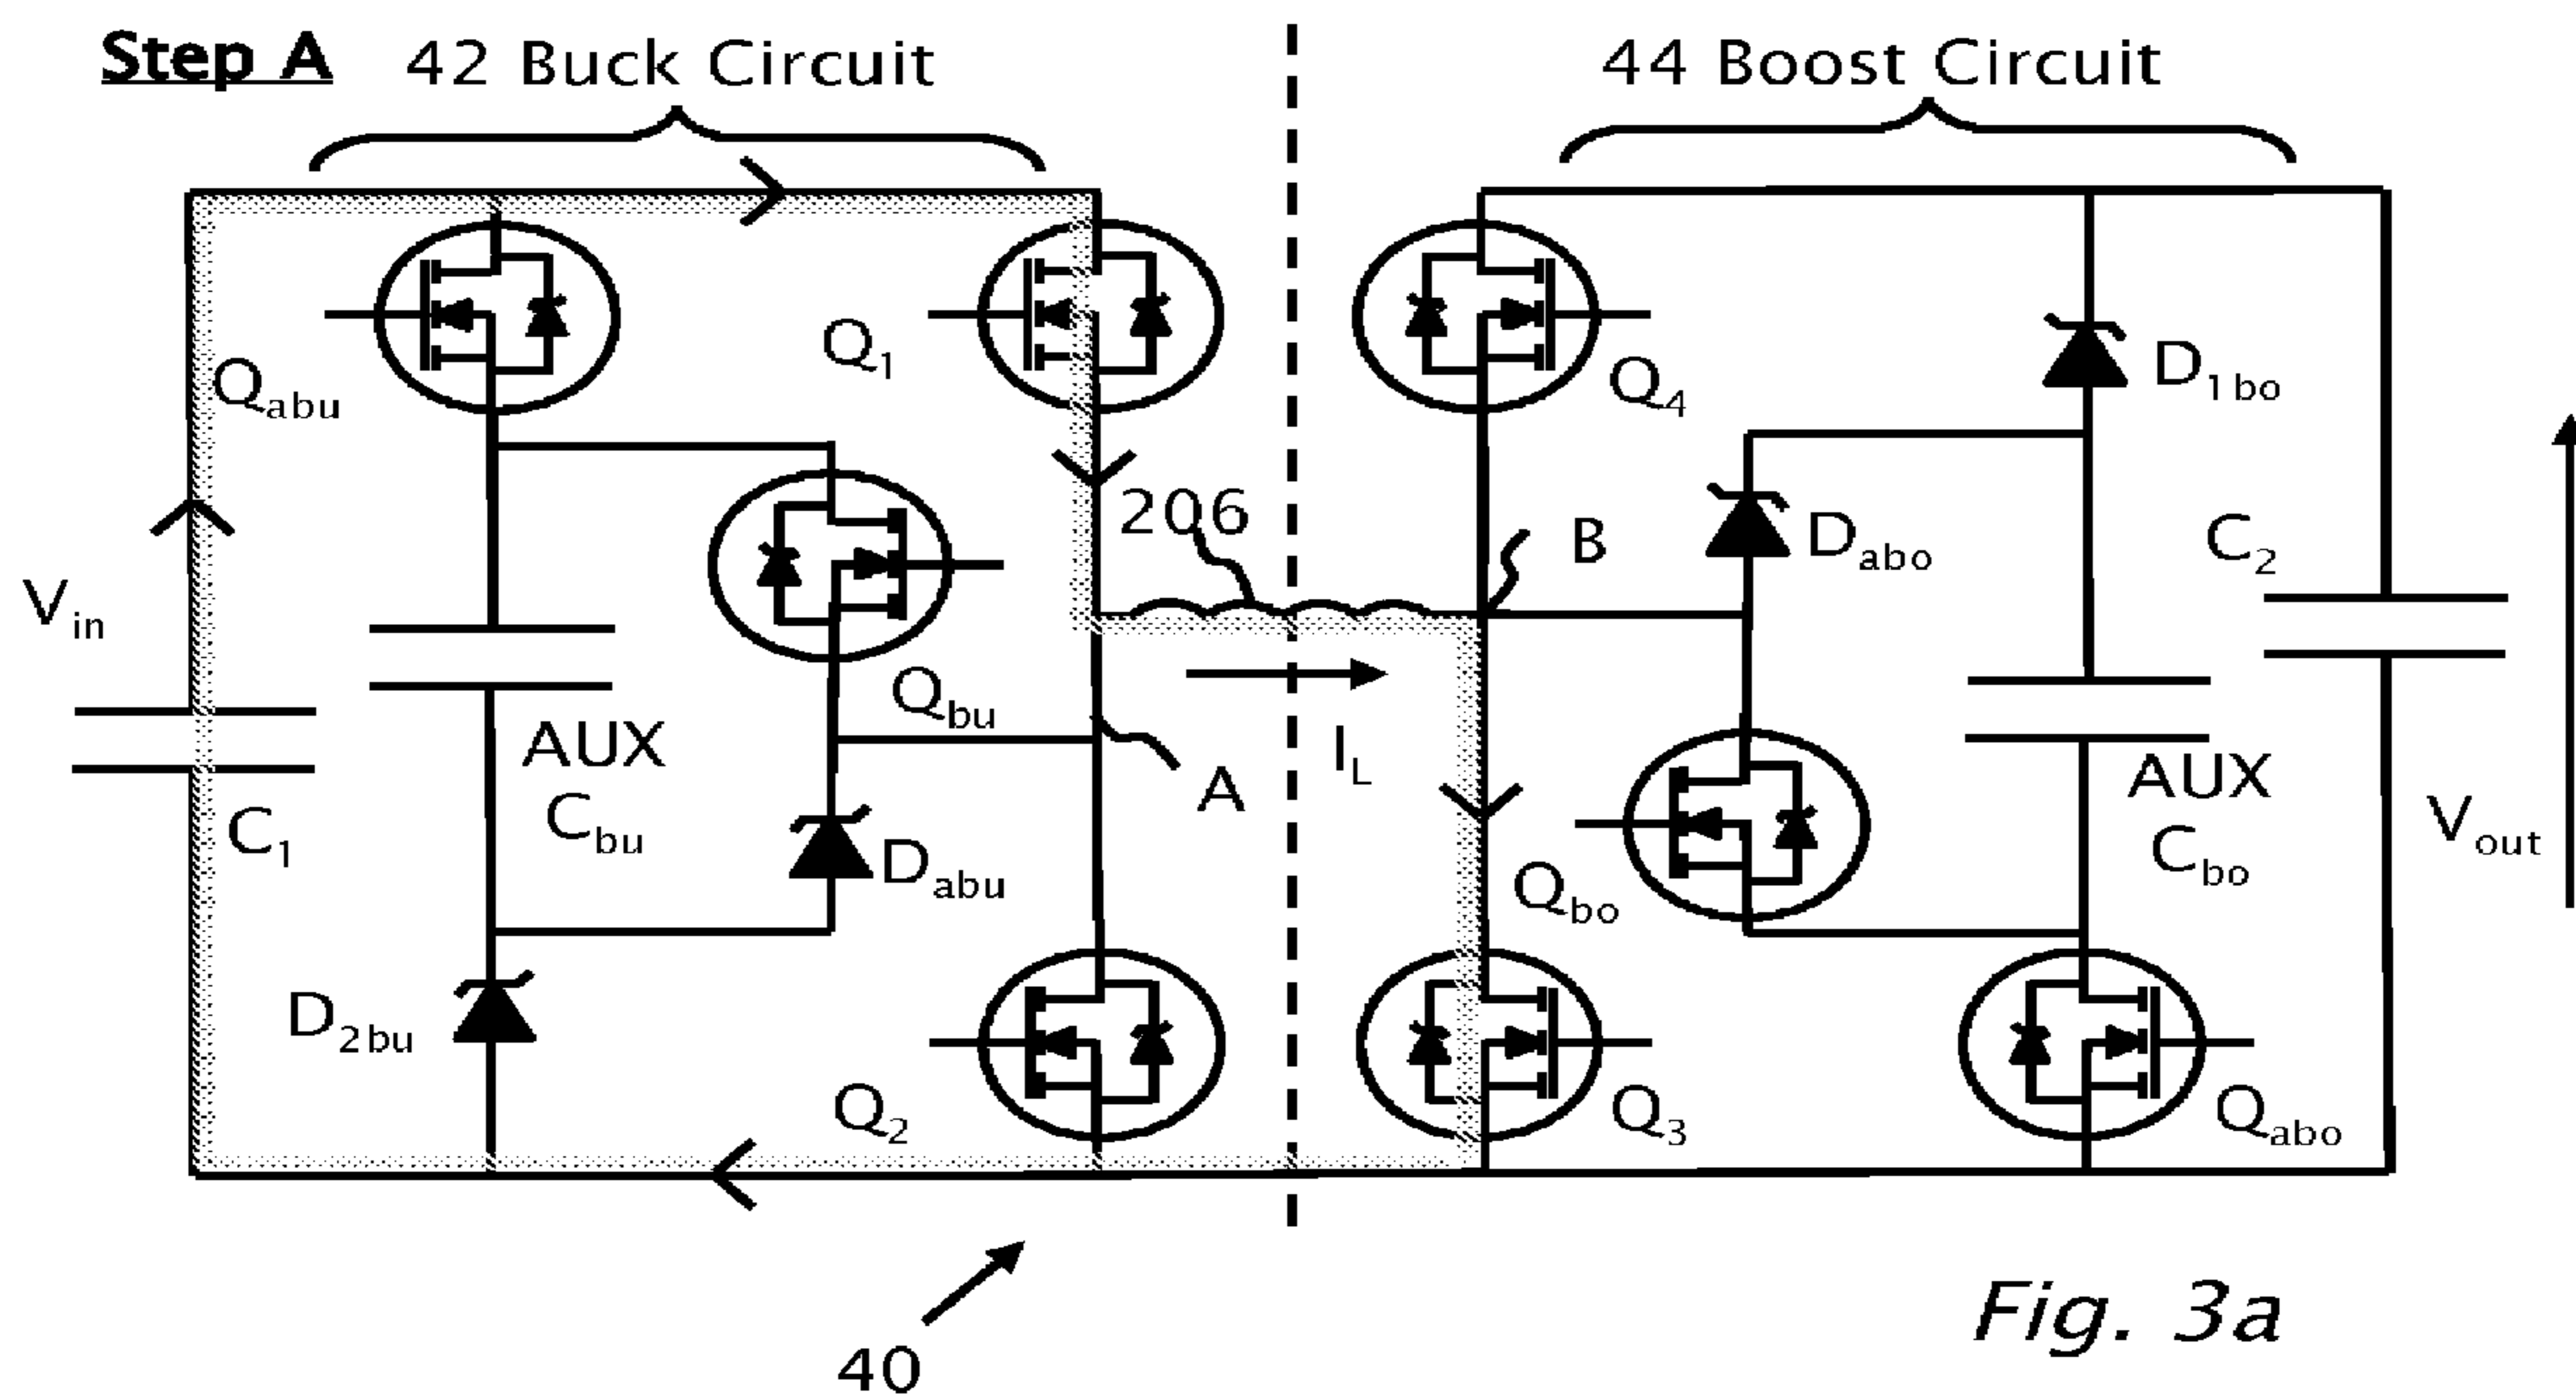 Step A
42 Buck Circuit
44 Boost Circuit
Qabu
Q1
Q4
D1bo
206
B
Dabo
C2
Vin
Qbu
AUX
Cbu
IL
A
AUX
Cbo
Vout
C1
Dabu
Qbo
D2bu
Q2
Q3
Qabo
40
Fig. 3a